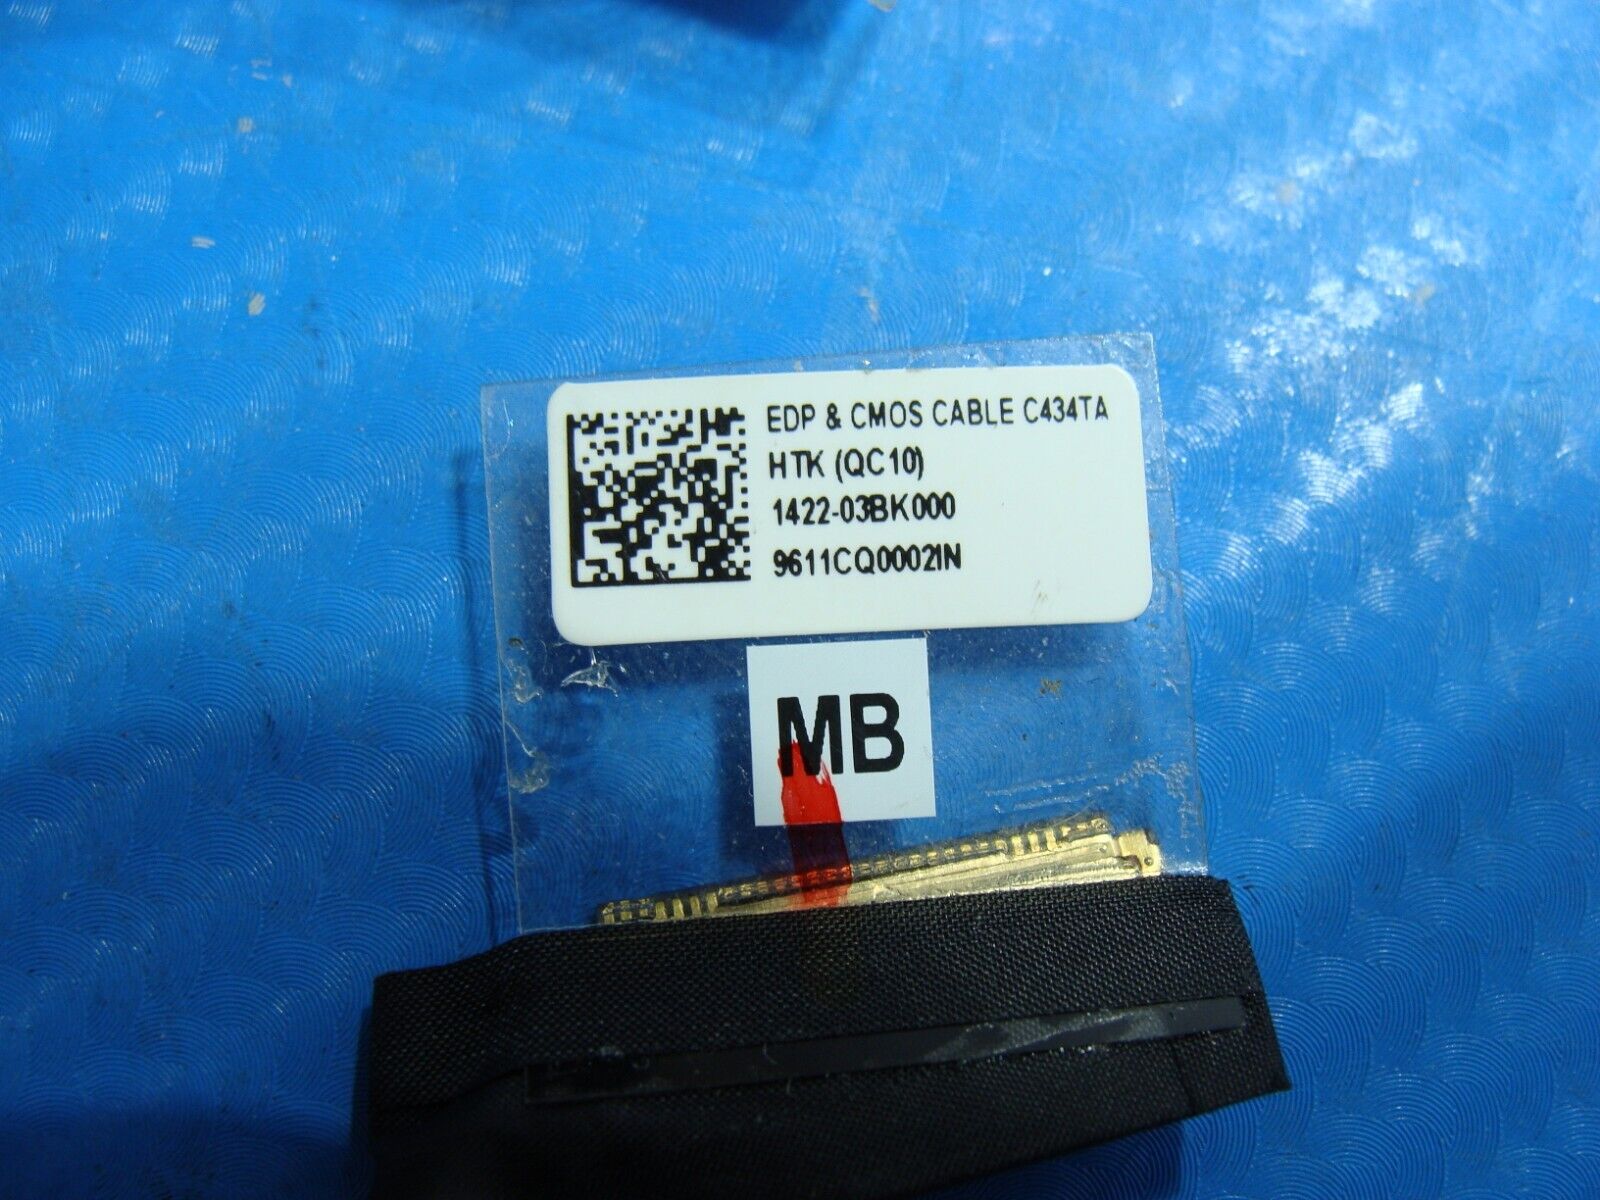 EDP & CMOS CABLE C434TA
HTK (QC10)
1422-03BK000
9611CQ0002IN
MB